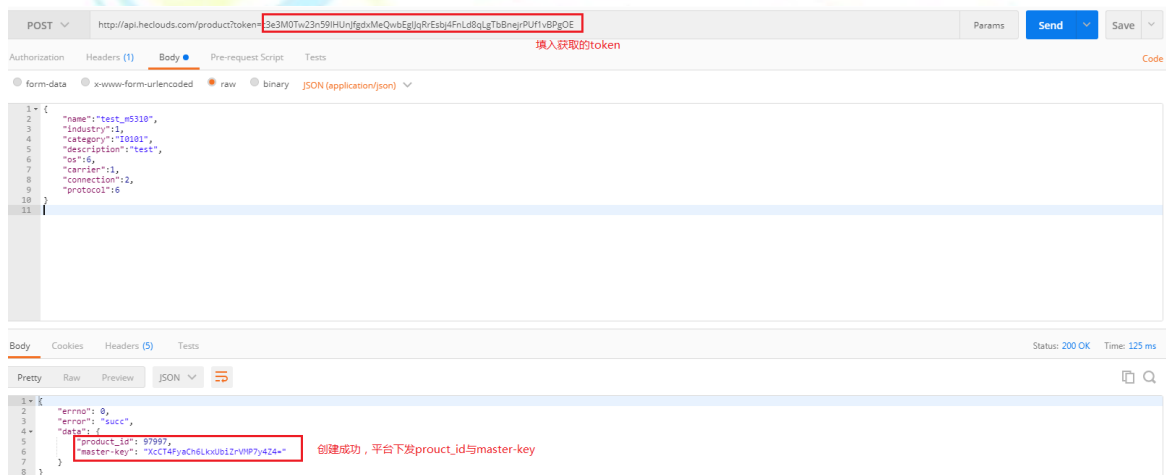 POST http://api.heclouds.com/product?token=c3e3M0Tw23n59IHUnJfgdxMeQwbEglJqRrEsbj4FnLd8qLgTbBnejrPUf1vBPgOE Params Send Save
填入获取的token
Authorization Headers (1) Body Pre-request Script Tests Code
form-data x-www-form-urlencoded raw binary JSON (application/json)
1 {
2 "name":"test_m5310",
3 "industry":1,
4 "category":"I0101",
5 "description":"test",
6 "os":6,
7 "carrier":1,
8 "connection":2,
9 "protocol":6
10 }
11
Body Cookies Headers (5) Tests Status: 200 OK Time: 125 ms
Pretty Raw Preview JSON
1 {
2 "errno": 0,
3 "error": "succ",
4 "data": {
5 "product_id": 97997,
6 "master-key": "XcCT4FyaCh6LkxUbiZrVMP7y4Z4="
创建成功，平台下发prouct_id与master-key
7 }
8 }